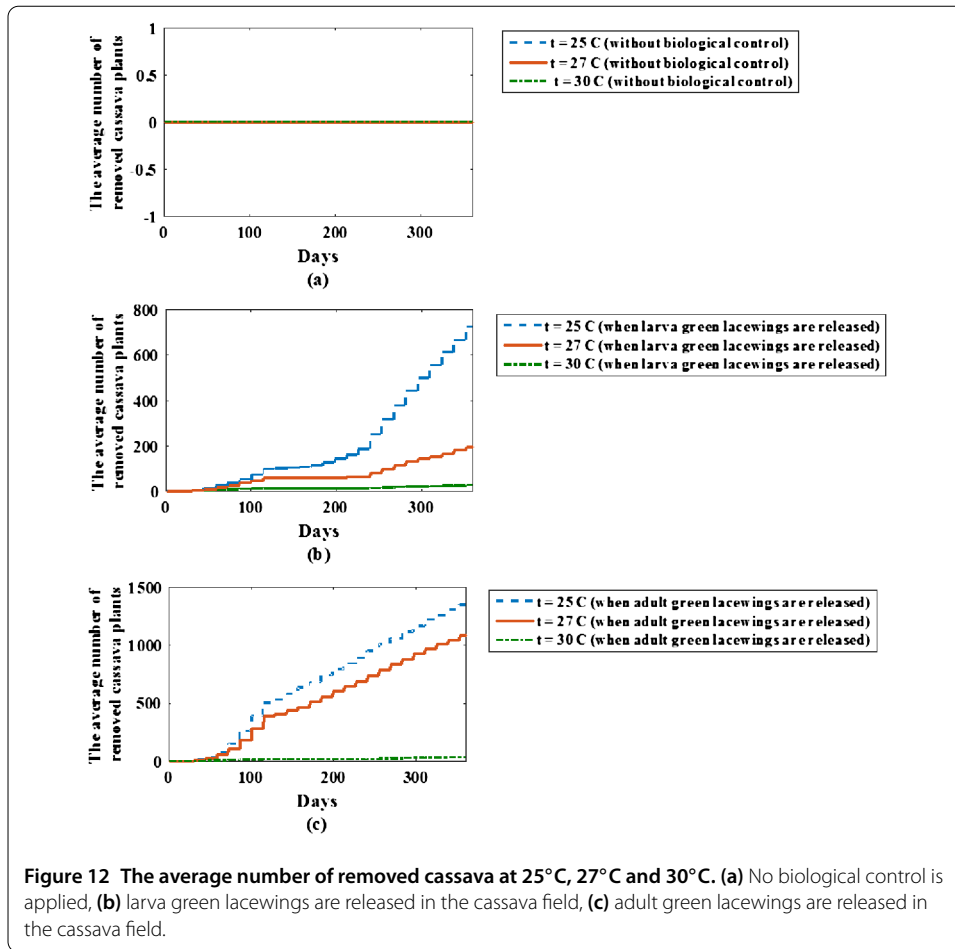 The average number of
removed cassava plants
1
0.5
0
-0.5
-1
0
100
200
300
Days
(a)
t = 25 C (without biological control)
t = 27 C (without biological control)
t = 30 C (without biological control)
The average number of
removed cassava plants
800
600
400
200
0
0
100
200
300
Days
(b)
t = 25 C (when larva green lacewings are released)
t = 27 C (when larva green lacewings are released)
t = 30 C (when larva green lacewings are released)
The average number of
removed cassava plants
1500
1000
500
0
0
100
200
300
Days
(c)
t = 25 C (when adult green lacewings are released)
t = 27 C (when adult green lacewings are released)
t = 30 C (when adult green lacewings are released)
Figure 12 The average number of removed cassava at 25°C, 27°C and 30°C. (a) No biological control is
applied, (b) larva green lacewings are released in the cassava field, (c) adult green lacewings are released in
the cassava field.